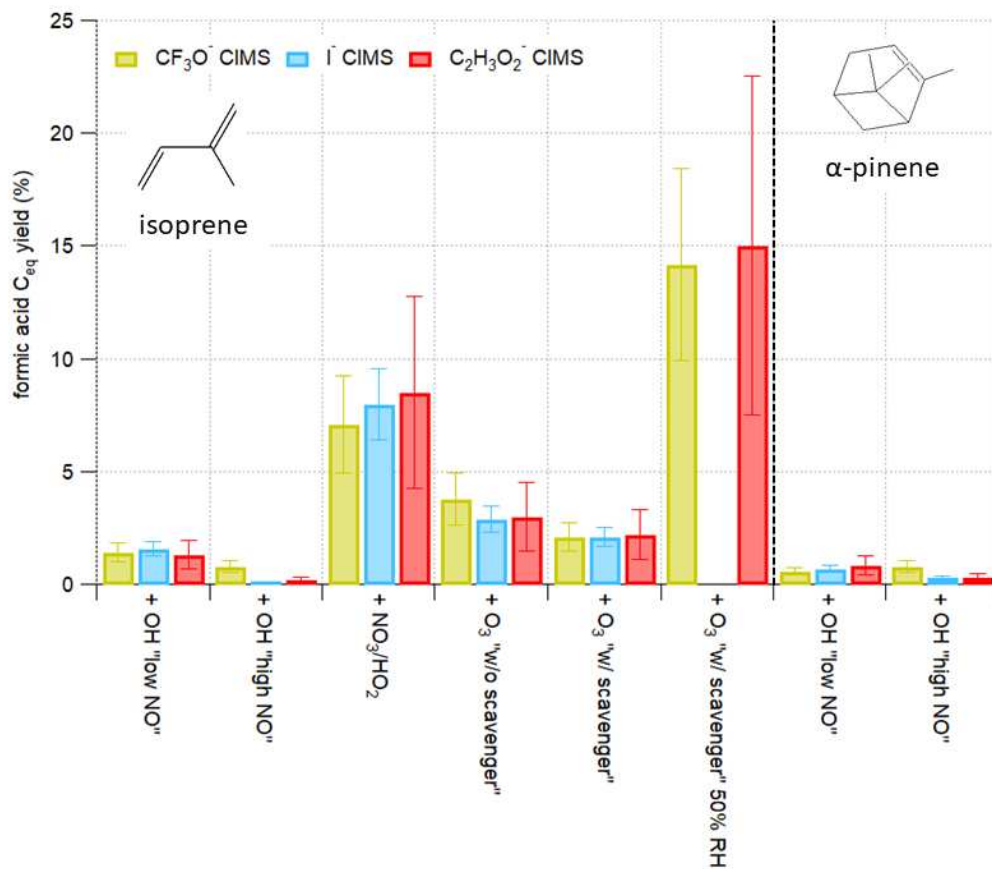 25
20
15
10
5
0
formic acid C_eq yield (%)
CF₃O⁻ CIMS
I⁻ CIMS
C₂H₃O₂⁻ CIMS
isoprene
α-pinene
+ OH "low NO"
+ OH "high NO"
+ NO₃/HO₂
+ O₃ "w/o scavenger"
+ O₃ "w/ scavenger"
+ O₃ "w/ scavenger" 50% RH
+ OH "low NO"
+ OH "high NO"